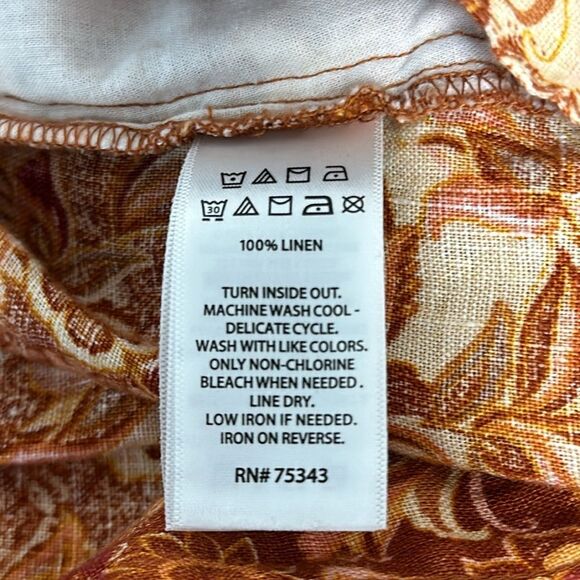 30
100% LINEN
TURN INSIDE OUT.
MACHINE WASH COOL -
DELICATE CYCLE.
WASH WITH LIKE COLORS.
ONLY NON-CHLORINE
BLEACH WHEN NEEDED.
LINE DRY.
LOW IRON IF NEEDED.
IRON ON REVERSE.
RN# 75343